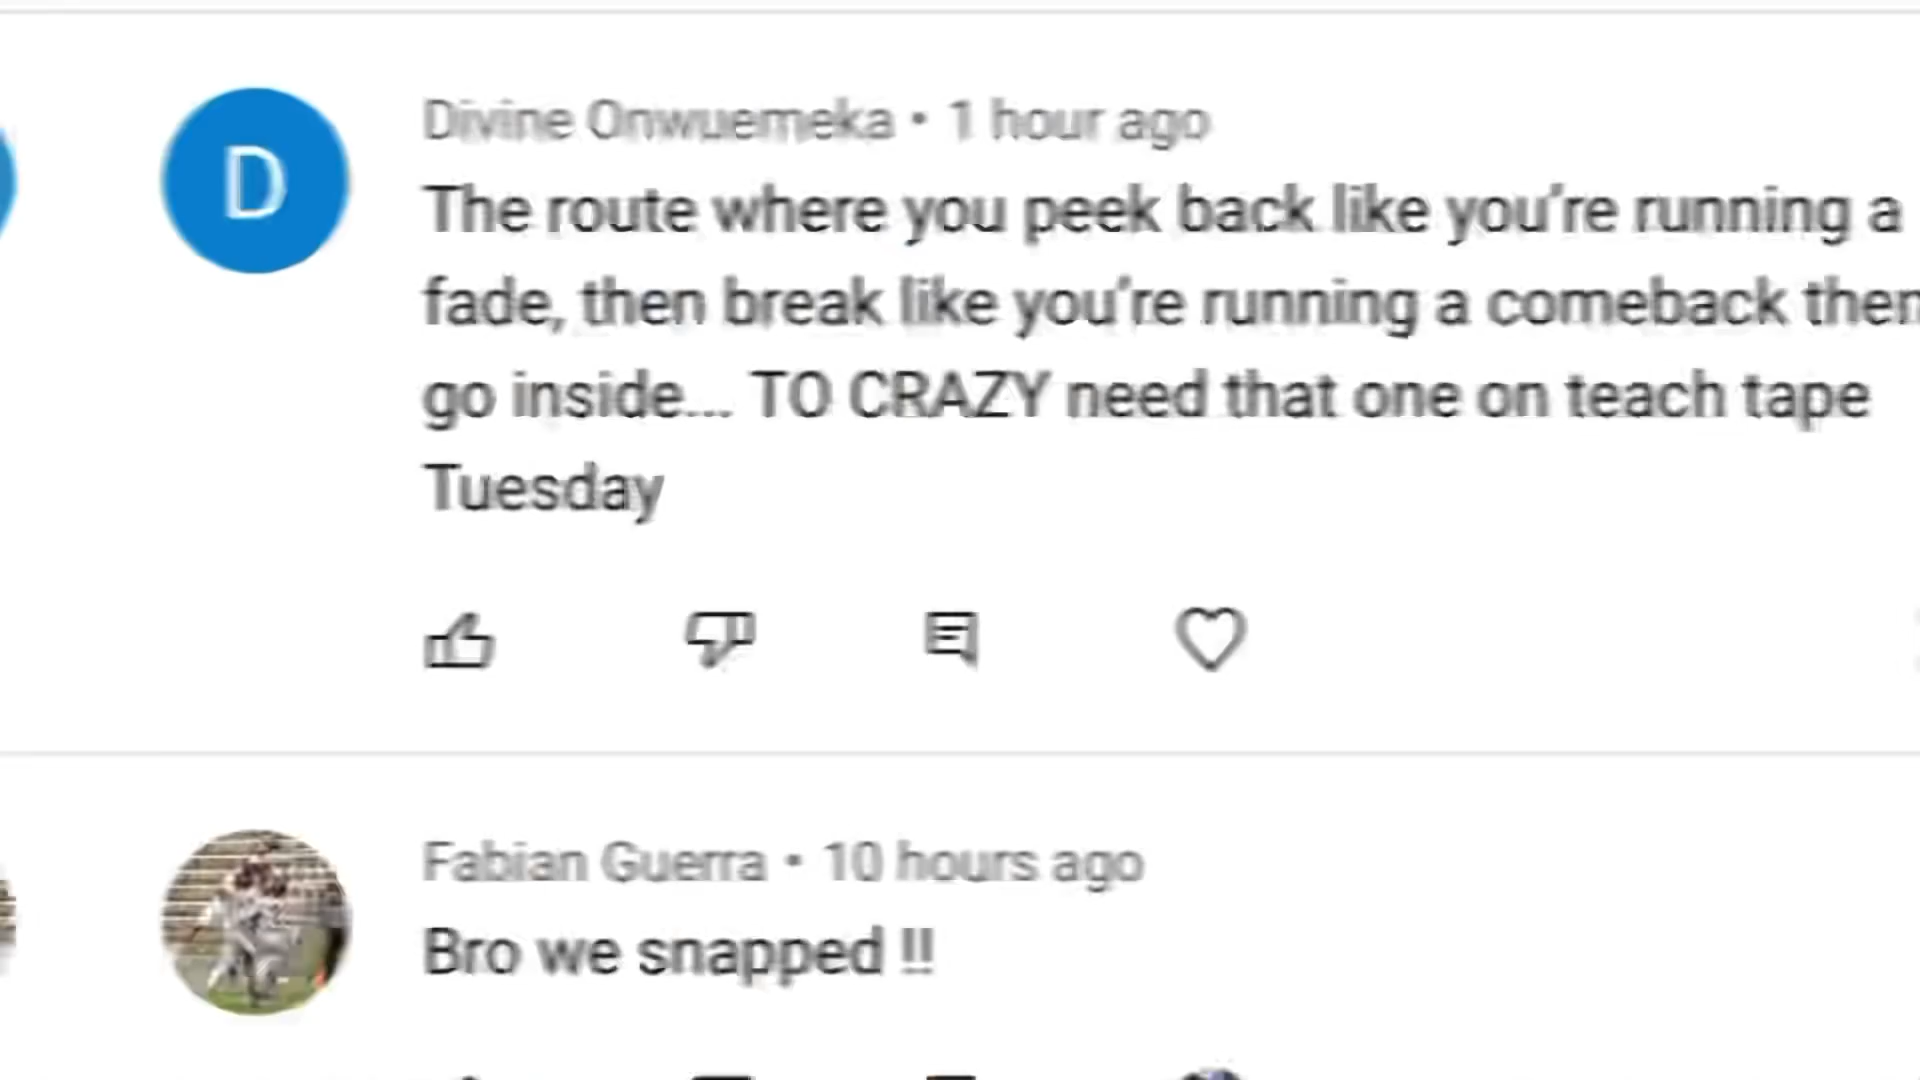 D
Divine Onwuemeka • 1 hour ago
The route where you peek back like you're running a
fade, then break like you're running a comeback then
go inside... TO CRAZY need that one on teach tape
Tuesday
Fabian Guerra • 10 hours ago
Bro we snapped !!